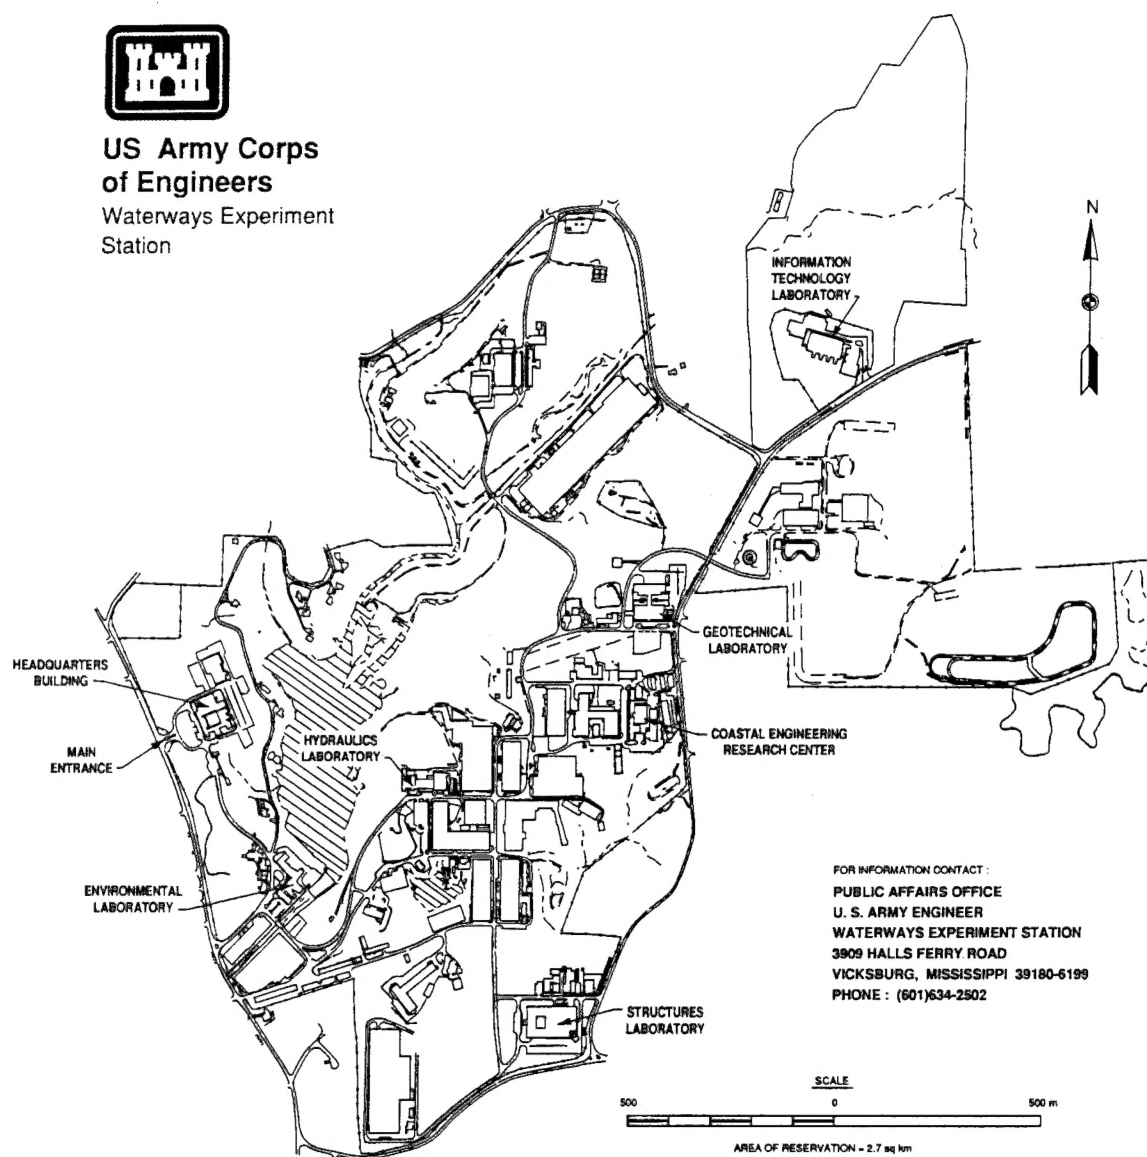 US Army Corps
of Engineers
Waterways Experiment
Station
N
INFORMATION
TECHNOLOGY
LABORATORY
GEOTECHNICAL
LABORATORY
HEADQUARTERS
BUILDING
MAIN
ENTRANCE
HYDRAULICS
LABORATORY
COASTAL ENGINEERING
RESEARCH CENTER
ENVIRONMENTAL
LABORATORY
FOR INFORMATION CONTACT :
PUBLIC AFFAIRS OFFICE
U. S. ARMY ENGINEER
WATERWAYS EXPERIMENT STATION
3909 HALLS FERRY ROAD
VICKSBURG, MISSISSIPPI 39180-6199
PHONE : (601)634-2502
STRUCTURES
LABORATORY
SCALE
500 0 500 m
AREA OF RESERVATION = 2.7 sq km